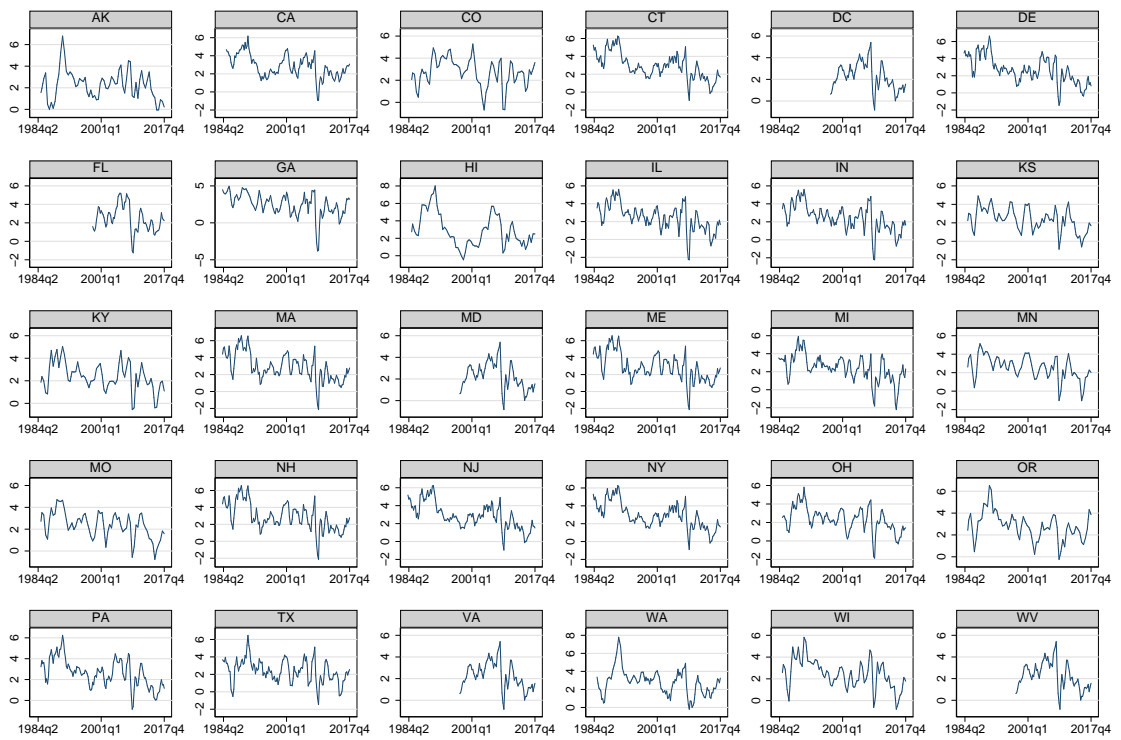 AK
0 2 4 6
1984q2 2001q1 2017q4
CA
−2 0 2 4 6
1984q2 2001q1 2017q4
CO
0 2 4 6
1984q2 2001q1 2017q4
CT
−2 0 2 4 6
1984q2 2001q1 2017q4
DC
0 2 4 6
1984q2 2001q1 2017q4
DE
−2 0 2 4 6
1984q2 2001q1 2017q4
FL
−2 0 2 4 6
1984q2 2001q1 2017q4
GA
−5 0 5
1984q2 2001q1 2017q4
HI
0 2 4 6 8
1984q2 2001q1 2017q4
IL
−2 0 2 4 6
1984q2 2001q1 2017q4
IN
−2 0 2 4 6
1984q2 2001q1 2017q4
KS
−2 0 2 4 6
1984q2 2001q1 2017q4
KY
0 2 4 6
1984q2 2001q1 2017q4
MA
−2 0 2 4 6
1984q2 2001q1 2017q4
MD
0 2 4 6
1984q2 2001q1 2017q4
ME
−2 0 2 4 6
1984q2 2001q1 2017q4
MI
−2 0 2 4 6
1984q2 2001q1 2017q4
MN
−2 0 2 4 6
1984q2 2001q1 2017q4
MO
0 2 4 6
1984q2 2001q1 2017q4
NH
−2 0 2 4 6
1984q2 2001q1 2017q4
NJ
−2 0 2 4 6
1984q2 2001q1 2017q4
NY
−2 0 2 4 6
1984q2 2001q1 2017q4
OH
−2 0 2 4 6
1984q2 2001q1 2017q4
OR
0 2 4 6
1984q2 2001q1 2017q4
PA
0 2 4 6
1984q2 2001q1 2017q4
TX
−2 0 2 4 6
1984q2 2001q1 2017q4
VA
0 2 4 6
1984q2 2001q1 2017q4
WA
0 2 4 6 8
1984q2 2001q1 2017q4
WI
0 2 4 6
1984q2 2001q1 2017q4
WV
0 2 4 6
1984q2 2001q1 2017q4